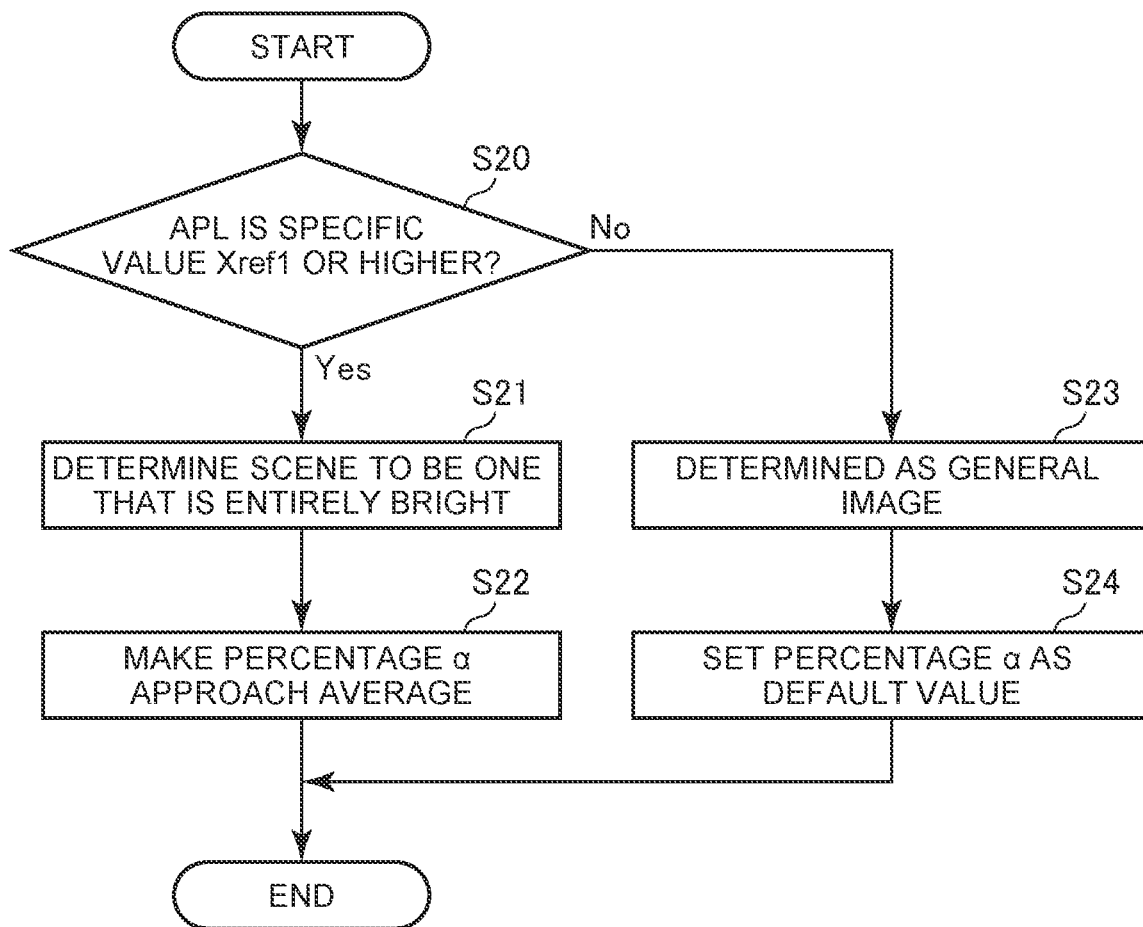 START
S20
APL IS SPECIFIC
VALUE Xref1 OR HIGHER?
No
Yes
S21
DETERMINE SCENE TO BE ONE
THAT IS ENTIRELY BRIGHT
S23
DETERMINED AS GENERAL
IMAGE
S22
MAKE PERCENTAGE α
APPROACH AVERAGE
S24
SET PERCENTAGE α AS
DEFAULT VALUE
END